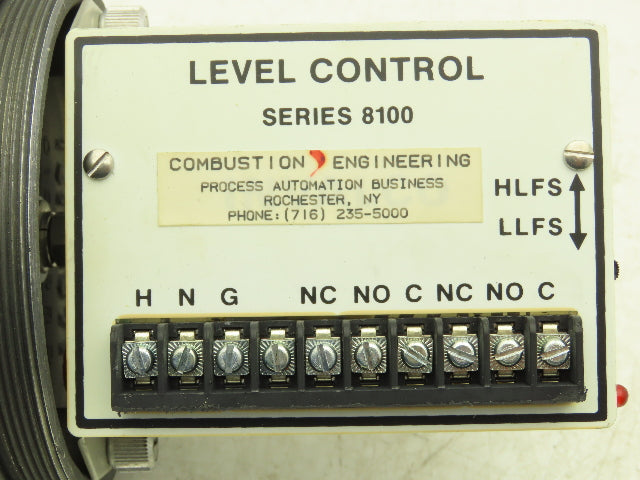 LEVEL CONTROL
SERIES 8100
COMBUSTION ENGINEERING
PROCESS AUTOMATION BUSINESS
ROCHESTER, NY
PHONE:(716) 235-5000
HLFS
LLFS
H N G NC NO C NC NO C